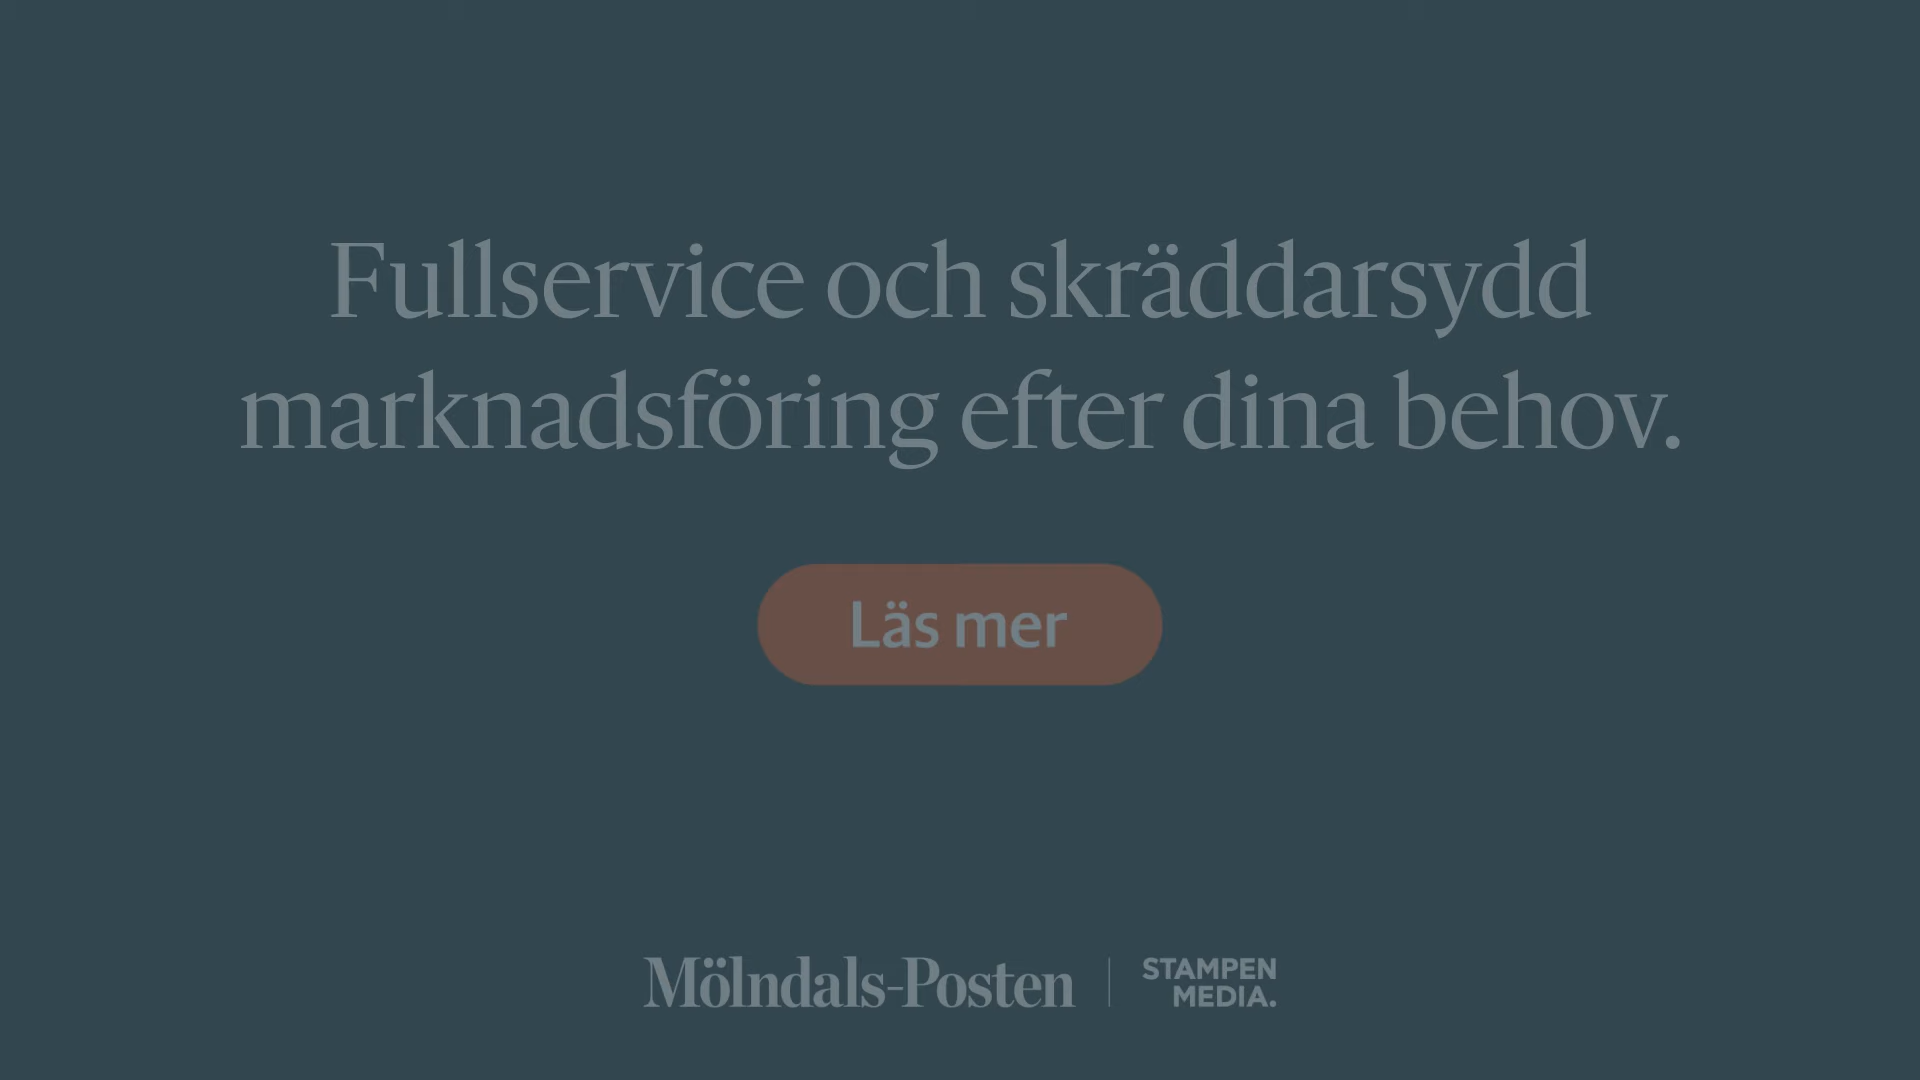 Fullservice och skräddarsydd
marknadsföring efter dina behov.
Läs mer
Mölndals-Posten
STAMPEN
MEDIA.